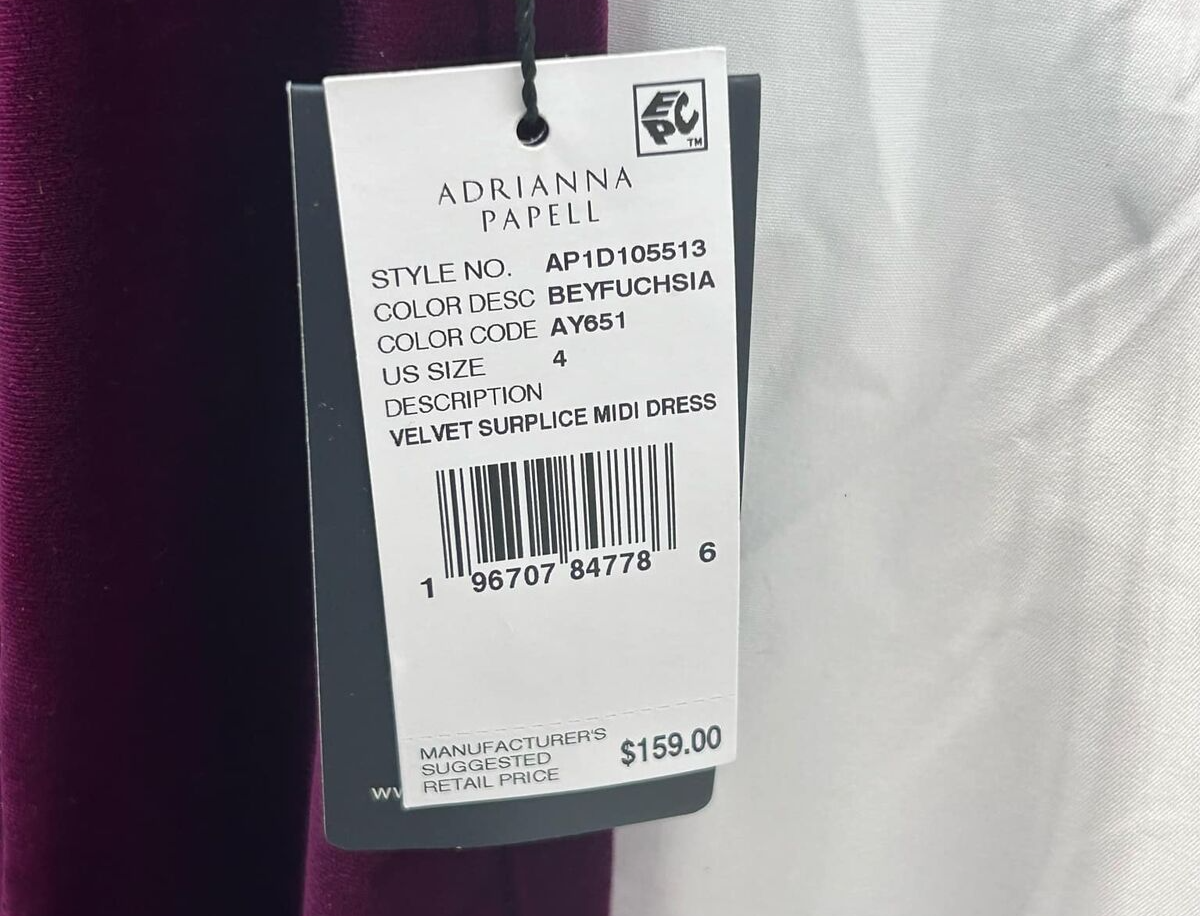 EPC
TM
ADRIANNA
PAPELL
STYLE NO. AP1D105513
COLOR DESC BEYFUCHSIA
COLOR CODE AY651
US SIZE 4
DESCRIPTION
VELVET SURPLICE MIDI DRESS
1 96707 84778 6
MANUFACTURER'S
SUGGESTED
RETAIL PRICE
$159.00